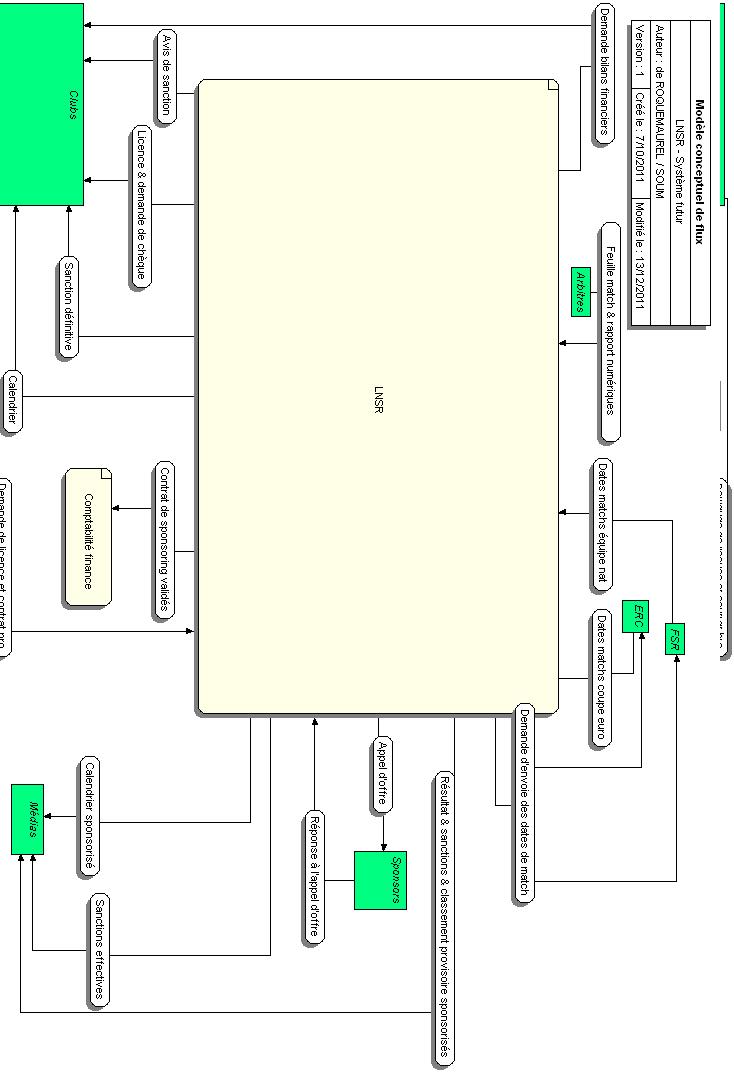 Modèle conceptuel de flux
LNSR - Système futur
Auteur : de ROQUEMAUREL / SOUM
Version : 1
Créé le : 7/10/2011
Modifié le : 13/12/2011
Demande bilans financiers
Feuille match & rapport numériques
Arbitres
Dates matchs équipe nat
FSR
ERC
Dates matchs coupe euro
Demande d'envoie des dates de match
LNSR
Résultat & sanctions & classement provisoire sponsorisés
Appel d'offre
Sponsors
Réponse à l'appel d'offre
Avis de sanction
Licence & demande de chèque
Clubs
Sanction définitive
Calendrier
Contrat de sponsoring validés
Comptabilité finance
Demande de licence et contrat pro
Calendrier sponsorisé
Sanctions effectives
Médias